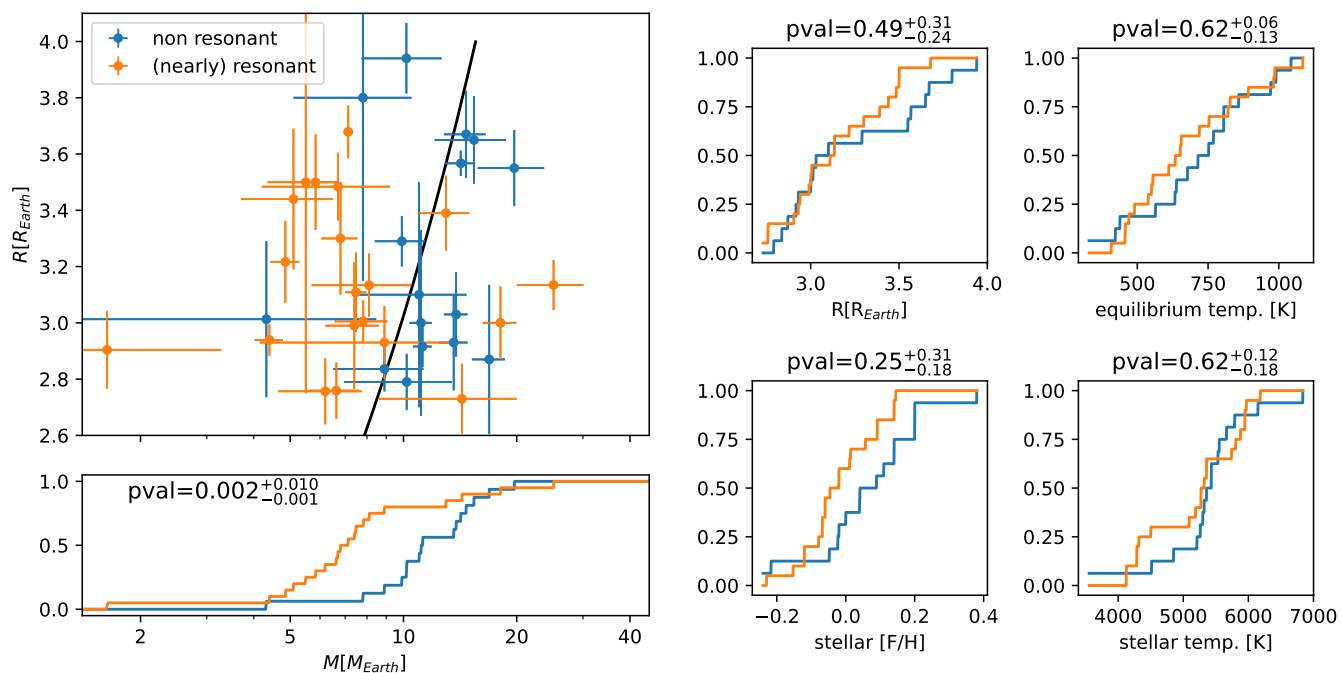 non resonant
(nearly) resonant
4.0
3.8
3.6
3.4
3.2
3.0
2.8
2.6
R[R_Earth]
2 5 10 20 40
pval=0.002+0.010−0.001
1.0
0.5
0.0
2 5 10 20 40
M[M_Earth]
pval=0.49+0.31−0.24
1.00
0.75
0.50
0.25
0.00
3.0 3.5 4.0
R[R_Earth]
pval=0.62+0.06−0.13
1.00
0.75
0.50
0.25
0.00
500 750 1000
equilibrium temp. [K]
pval=0.25+0.31−0.18
1.00
0.75
0.50
0.25
0.00
−0.2 0.0 0.2 0.4
stellar [F/H]
pval=0.62+0.12−0.18
1.00
0.75
0.50
0.25
0.00
4000 5000 6000 7000
stellar temp. [K]